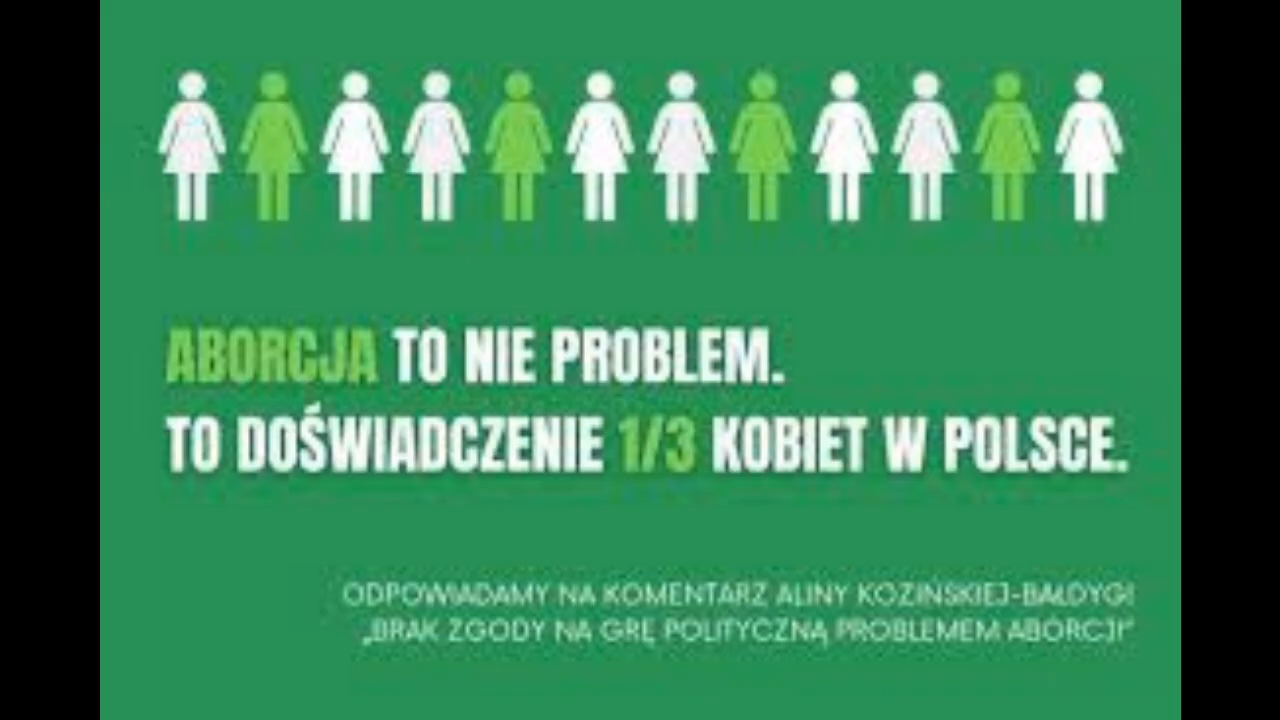 ABORCJA TO NIE PROBLEM.
TO DOŚWIADCZENIE 1/3 KOBIET W POLSCE.
ODPOWIADAMY NA KOMENTARZ ALINY KOZIŃSKIEJ-BAŁDYGI
„BRAK ZGODY NA GRĘ POLITYCZNĄ PROBLEMEM ABORCJI"